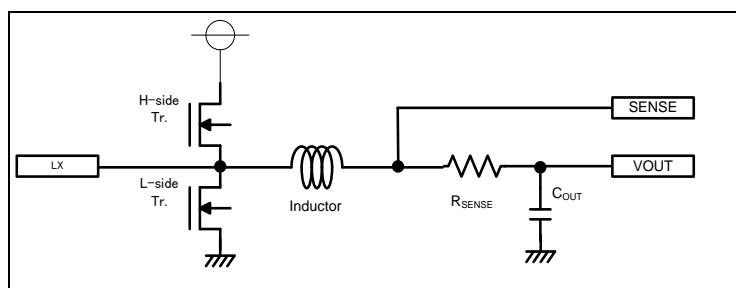 H-side
Tr.
SENSE
LX
VOUT
L-side
Tr.
Inductor
RSENSE
COUT